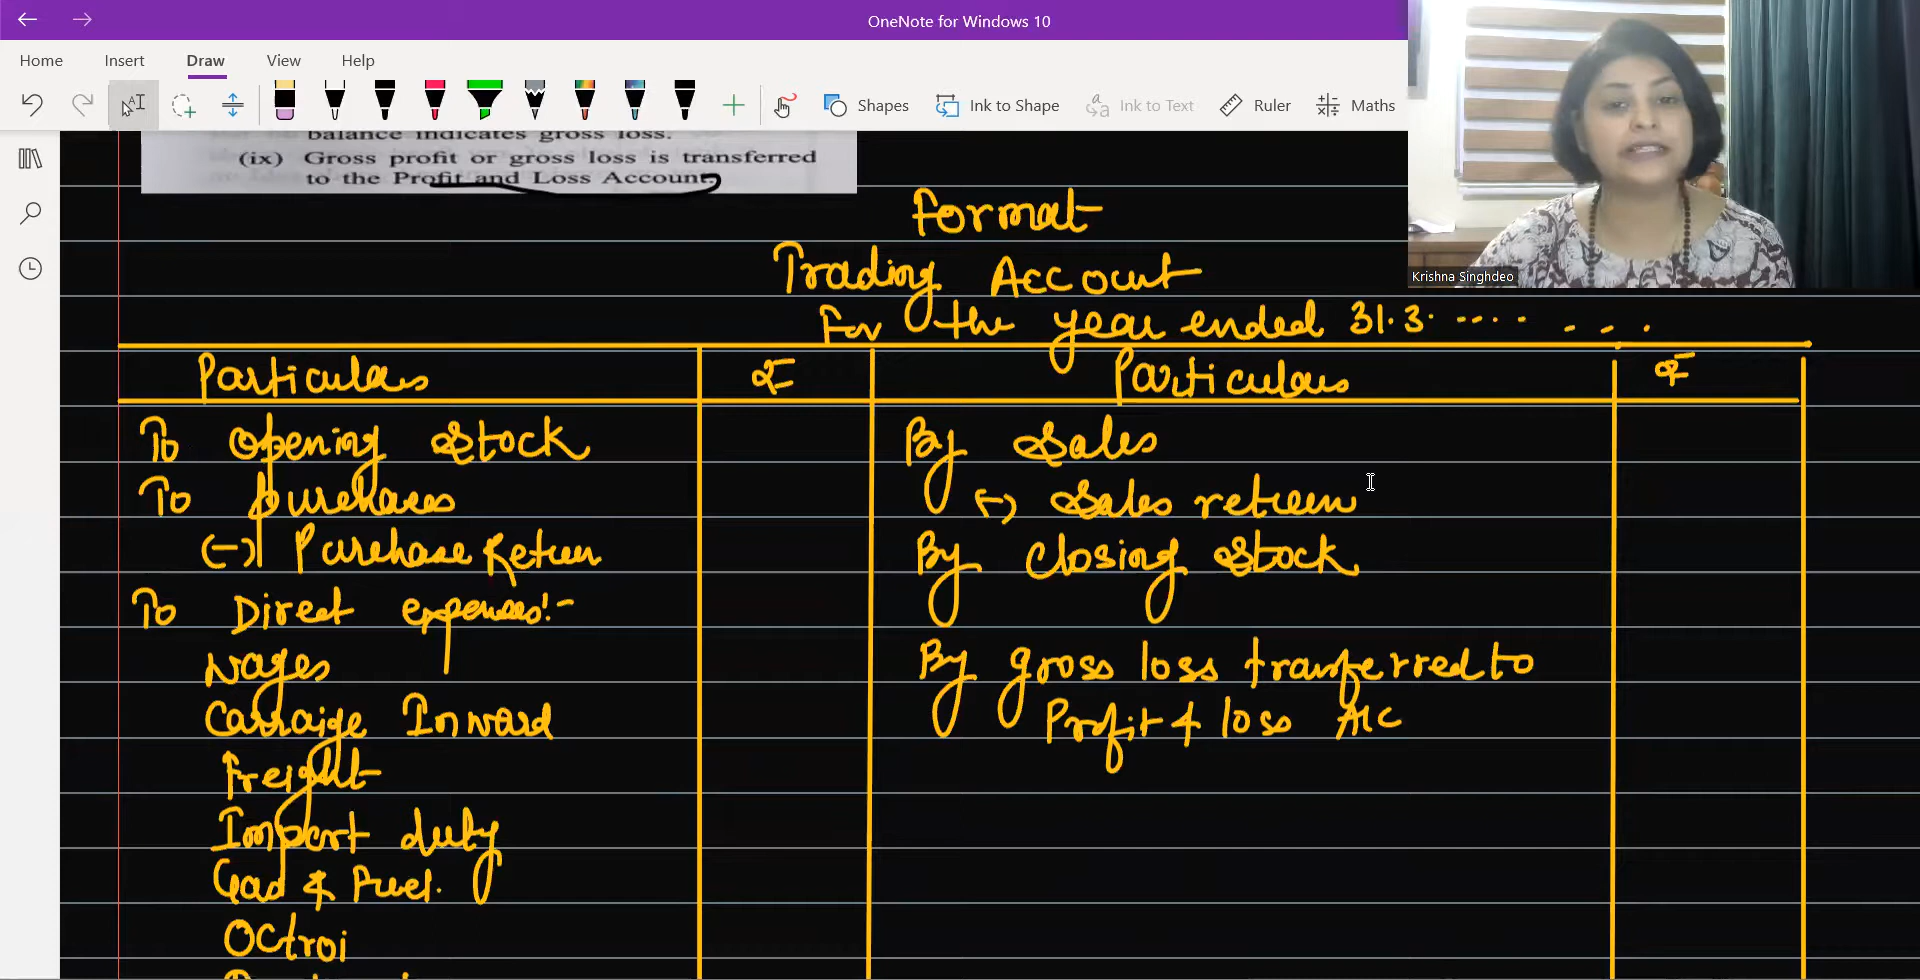 OneNote for Windows 10
Home Insert Draw View Help
Shapes Ink to Shape Ink to Text Ruler Maths
balance indicates gross loss.
(ix) Gross profit or gross loss is transferred
to the Profit and Loss Account.
Krishna Singhdeo
Format
Trading Account
For the year ended 31.3. .... ...
Particulars ₹ Particulars ₹
To Opening Stock
To purchases
(-) Purchase Return
To Direct expenses:-
Wages
Carraige Inward
Freight
Import duty
Gas & Fuel.
Octroi
By Sales
(-) Sales return
By Closing Stock
By gross loss tranferred to
Profit & loss A/c